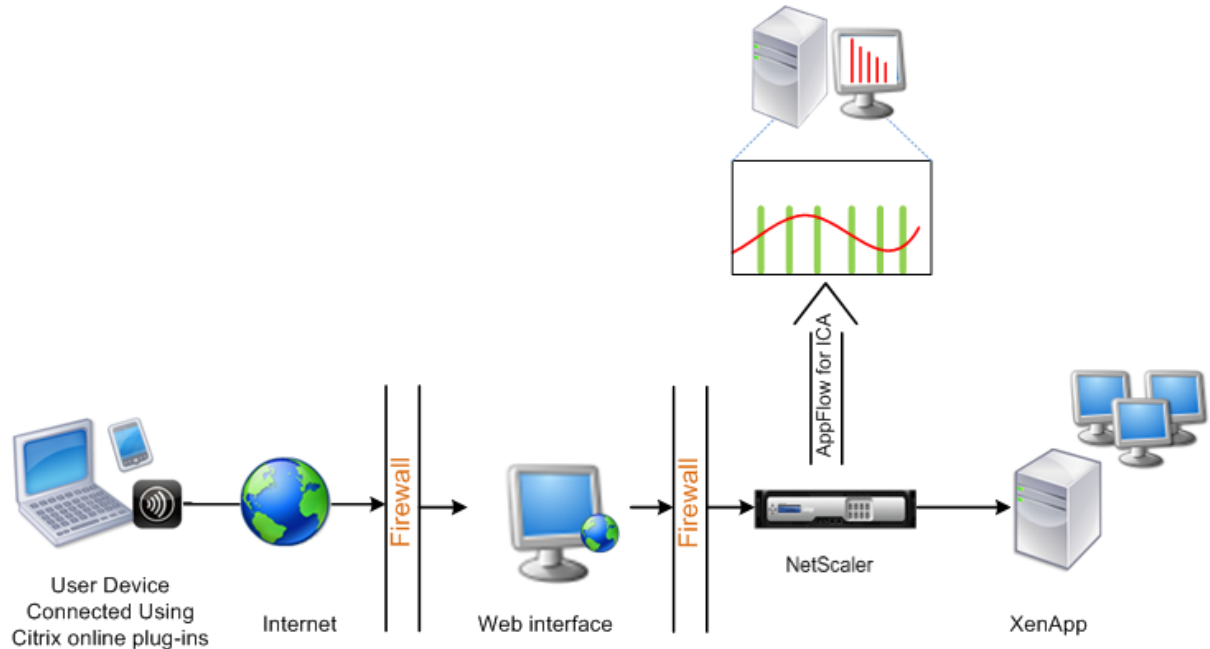 AppFlow for ICA
Firewall
Firewall
User Device
Connected Using
Citrix online plug-ins
Internet
Web interface
NetScaler
XenApp